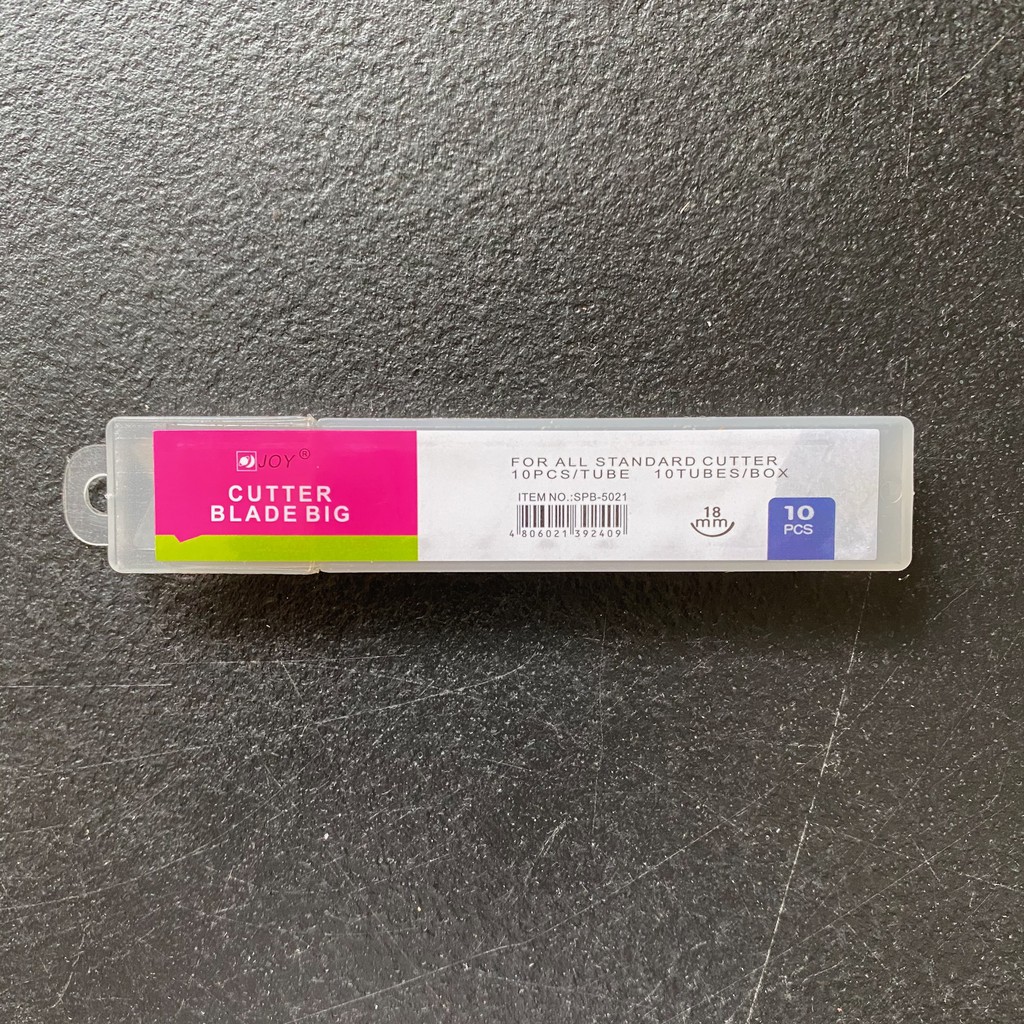 JOY®
CUTTER
BLADE BIG
FOR ALL STANDARD CUTTER
10PCS/TUBE 10TUBES/BOX
ITEM NO.:SPB-5021
4 806021 392409
18
mm
10
PCS